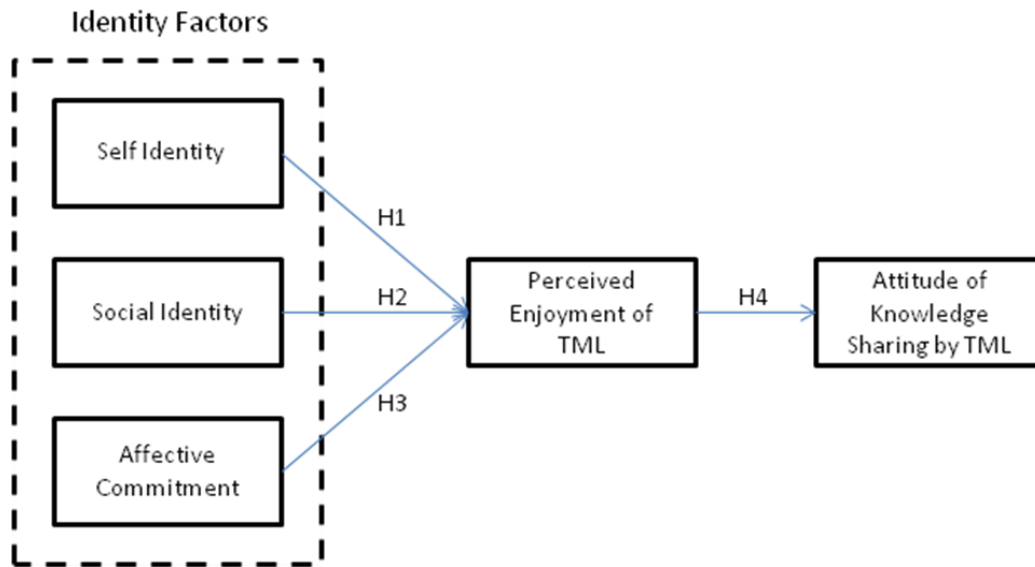 Identity Factors
Self Identity
H1
Social Identity
H2
Perceived
Enjoyment of
TML
H4
Attitude of
Knowledge
Sharing by TML
H3
Affective
Commitment